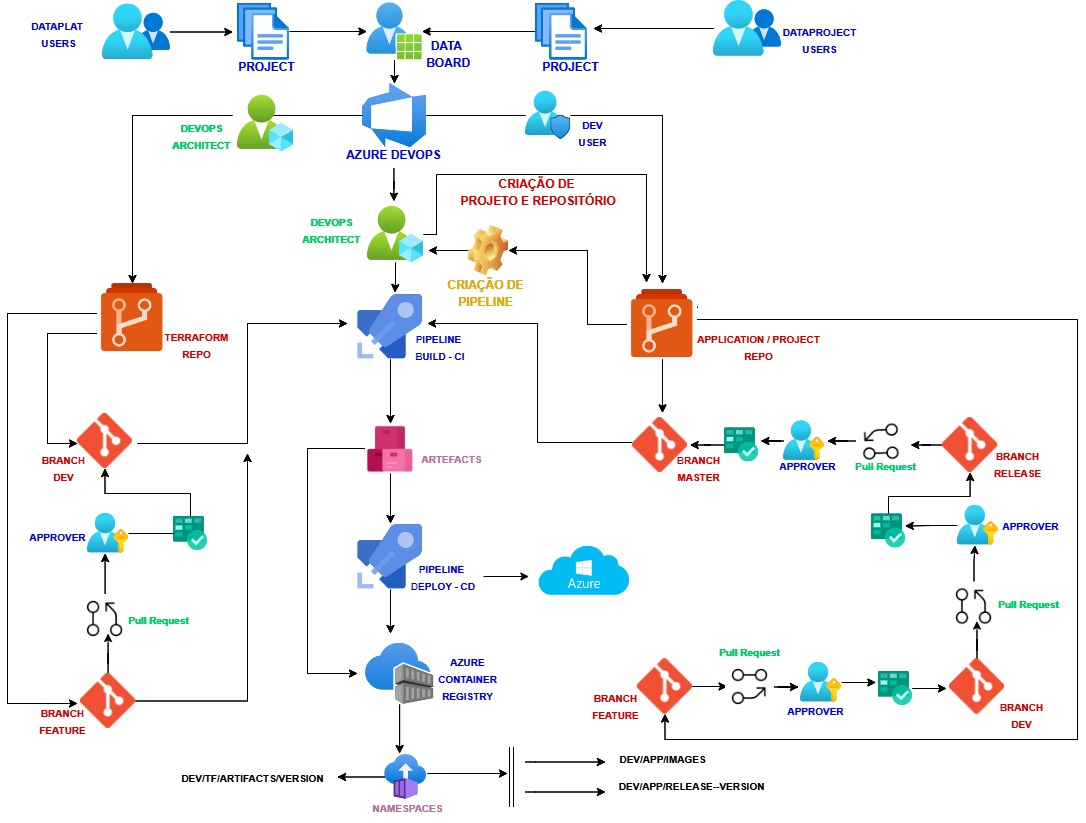 DATAPLAT
USERS
PROJECT
DATA
BOARD
PROJECT
DATAPROJECT
USERS
DEVOPS
ARCHITECT
AZURE DEVOPS
DEV
USER
CRIAÇÃO DE
PROJETO E REPOSITÓRIO
DEVOPS
ARCHITECT
CRIAÇÃO DE
PIPELINE
TERRAFORM
REPO
PIPELINE
BUILD - CI
APPLICATION / PROJECT
REPO
BRANCH
DEV
ARTEFACTS
BRANCH
MASTER
APPROVER
Pull Request
BRANCH
RELEASE
APPROVER
APPROVER
PIPELINE
DEPLOY - CD
Azure
Pull Request
Pull Request
BRANCH
FEATURE
AZURE
CONTAINER
REGISTRY
Pull Request
BRANCH
FEATURE
APPROVER
BRANCH
DEV
DEV/TF/ARTIFACTS/VERSION
NAMESPACES
DEV/APP/IMAGES
DEV/APP/RELEASE--VERSION